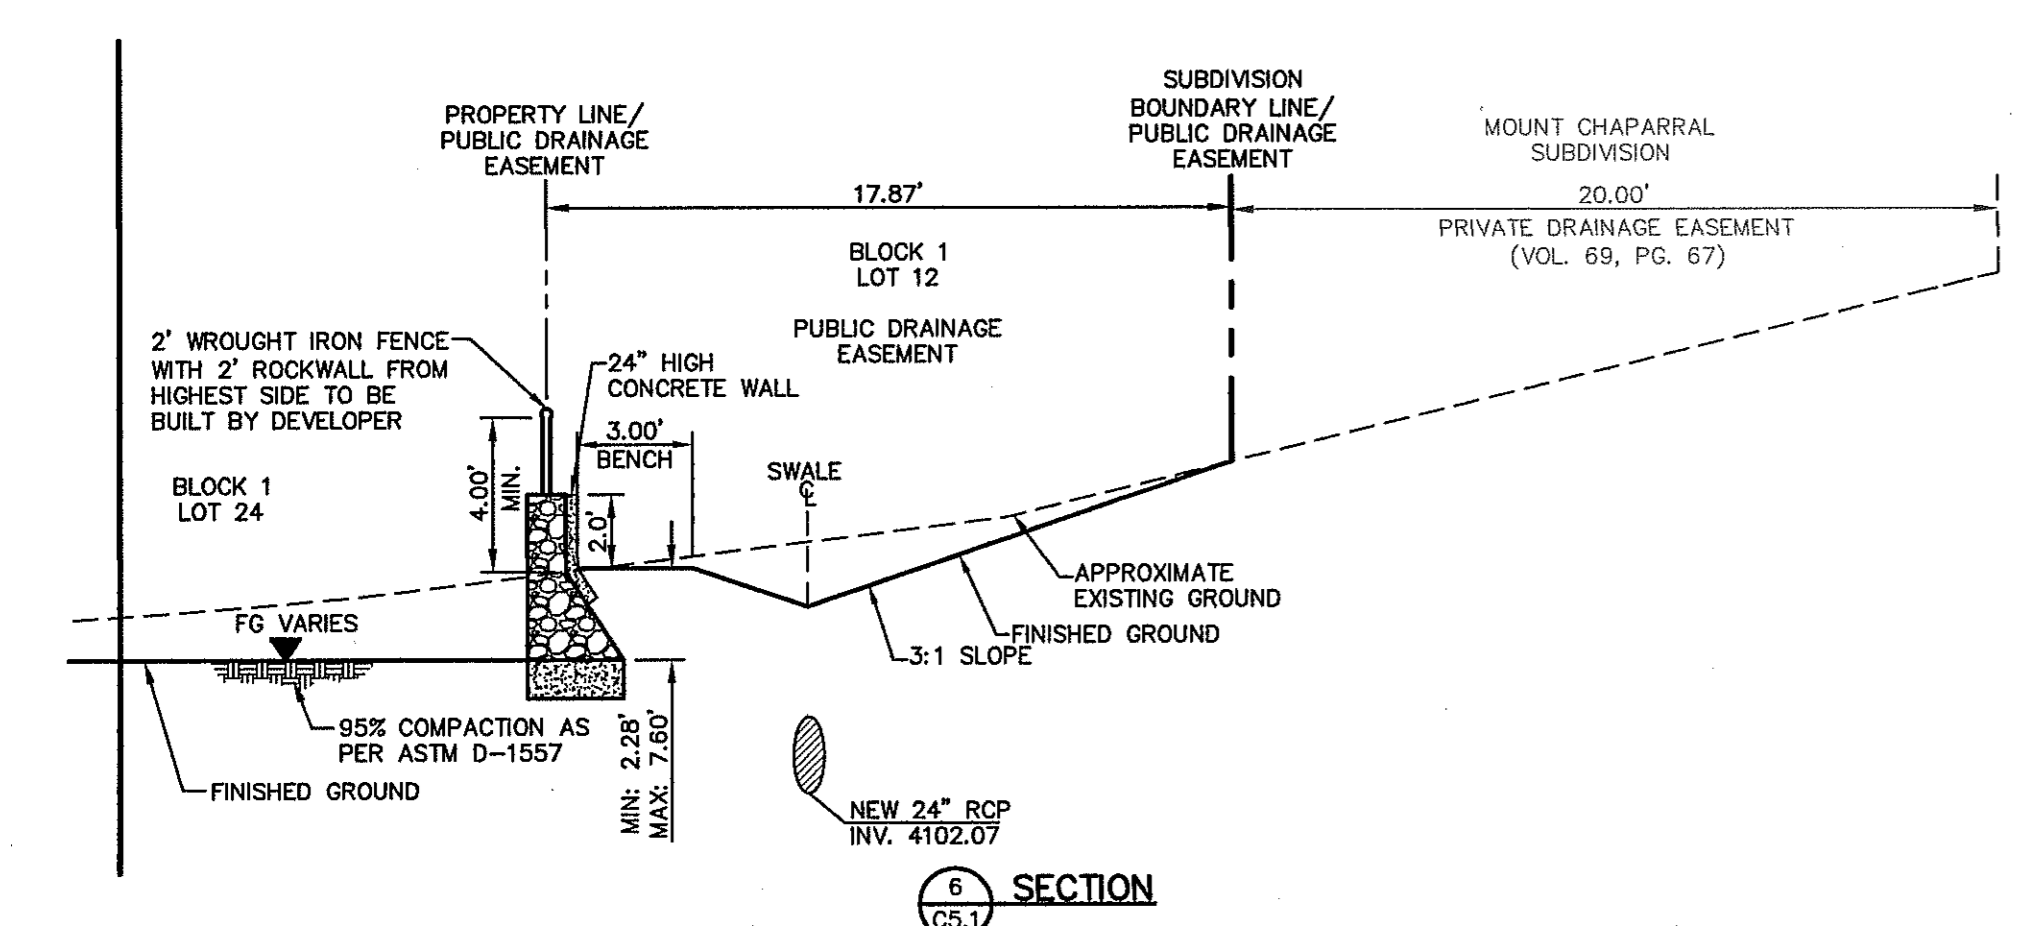 PROPERTY LINE/
PUBLIC DRAINAGE
EASEMENT
SUBDIVISION
BOUNDARY LINE/
PUBLIC DRAINAGE
EASEMENT
MOUNT CHAPARRAL
SUBDIVISION
17.87'
20.00'
PRIVATE DRAINAGE EASEMENT
(VOL. 69, PG. 67)
BLOCK 1
LOT 12
PUBLIC DRAINAGE
EASEMENT
2' WROUGHT IRON FENCE
WITH 2' ROCKWALL FROM
HIGHEST SIDE TO BE
BUILT BY DEVELOPER
24" HIGH
CONCRETE WALL
3.00'
BENCH
SWALE
℄
4.00'
MIN.
2.0'
BLOCK 1
LOT 24
APPROXIMATE
EXISTING GROUND
FG VARIES
FINISHED GROUND
3:1 SLOPE
95% COMPACTION AS
PER ASTM D-1557
FINISHED GROUND
MIN: 2.28'
MAX: 7.60'
NEW 24" RCP
INV. 4102.07
6
C5.1
SECTION